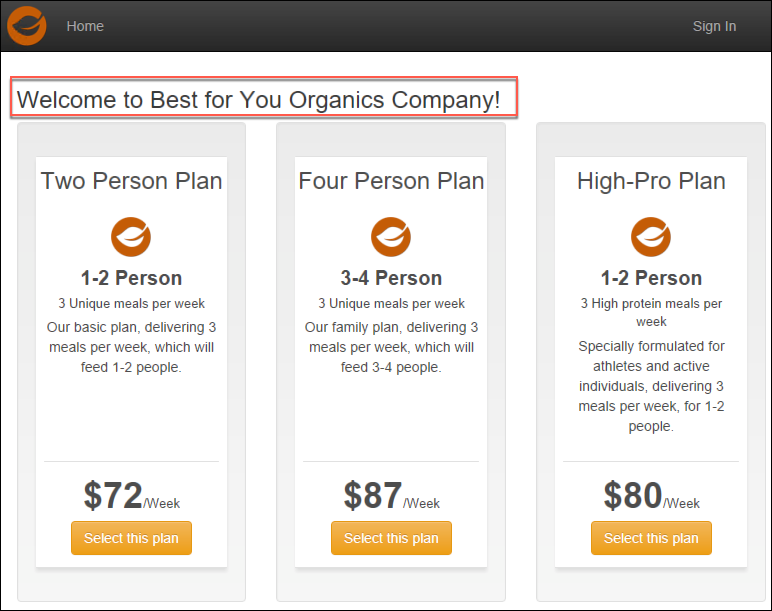 Home
Sign In
Welcome to Best for You Organics Company!
Two Person Plan
1-2 Person
3 Unique meals per week
Our basic plan, delivering 3
meals per week, which will
feed 1-2 people.
$72/Week
Select this plan
Four Person Plan
3-4 Person
3 Unique meals per week
Our family plan, delivering 3
meals per week, which will
feed 3-4 people.
$87/Week
Select this plan
High-Pro Plan
1-2 Person
3 High protein meals per
week
Specially formulated for
athletes and active
individuals, delivering 3
meals per week, for 1-2
people.
$80/Week
Select this plan